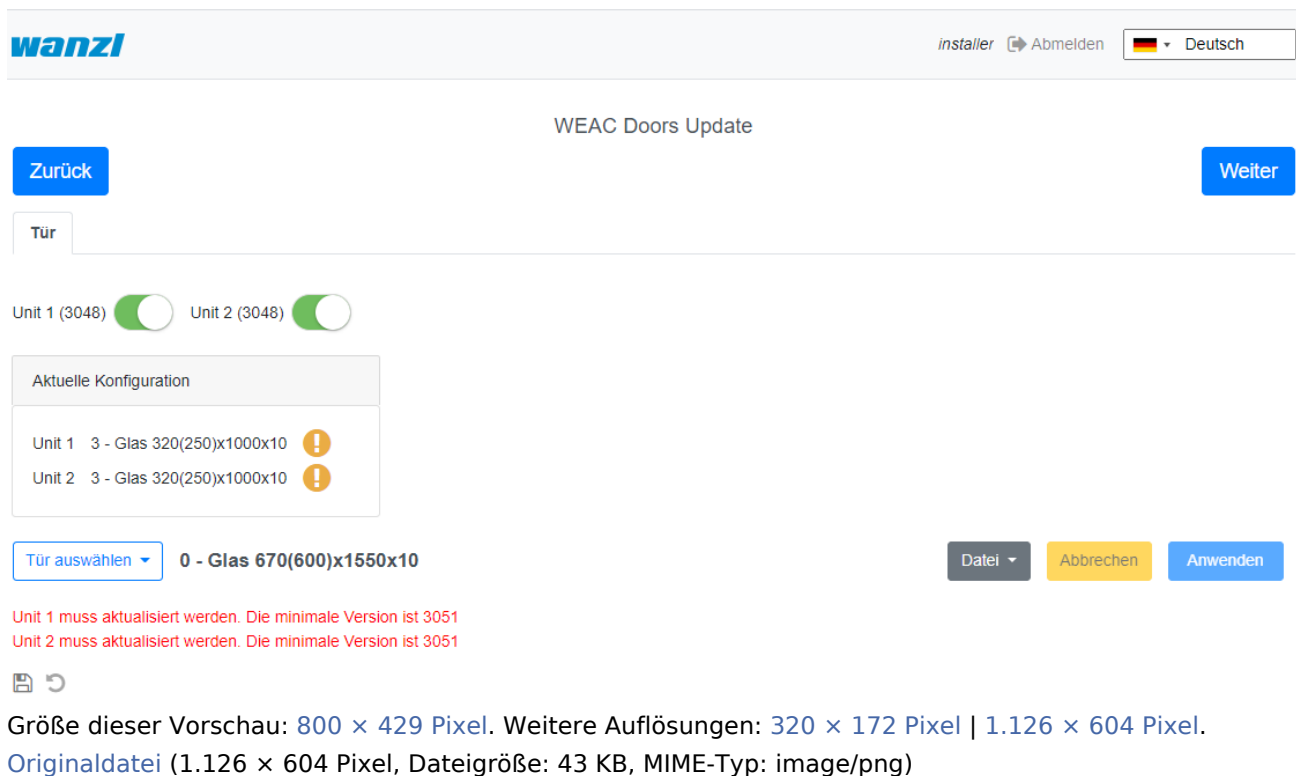 wanzl
installer Abmelden Deutsch
WEAC Doors Update
Zurück Weiter
Tür
Unit 1 (3048) Unit 2 (3048)
Aktuelle Konfiguration
Unit 1 3 - Glas 320(250)x1000x10
Unit 2 3 - Glas 320(250)x1000x10
Tür auswählen 0 - Glas 670(600)x1550x10 Datei Abbrechen Anwenden
Unit 1 muss aktualisiert werden. Die minimale Version ist 3051
Unit 2 muss aktualisiert werden. Die minimale Version ist 3051
Größe dieser Vorschau: 800 × 429 Pixel. Weitere Auflösungen: 320 × 172 Pixel | 1.126 × 604 Pixel.
Originaldatei (1.126 × 604 Pixel, Dateigröße: 43 KB, MIME-Typ: image/png)